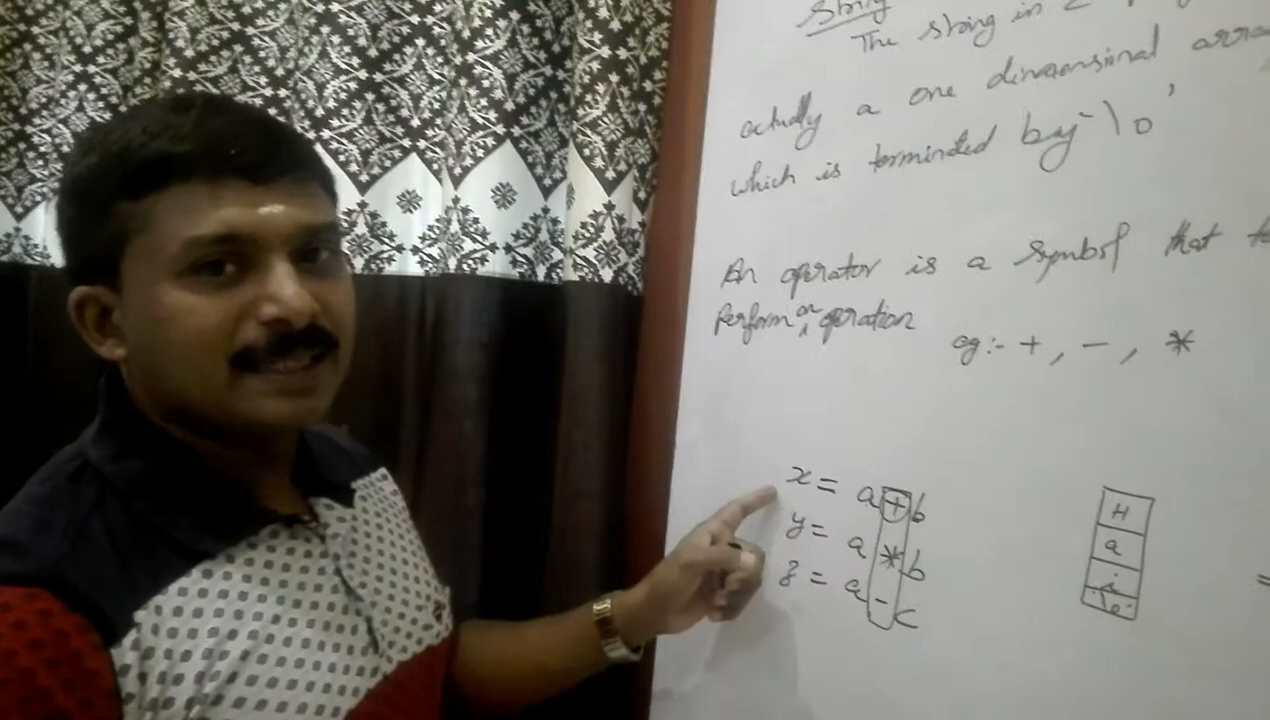 String
The string in C
actually a one dimensional arra
which is terminated by '\0'
An operator is a symbol that t
Perform an opration
eg:- +, -, *
x = a + b
y = a * b
z = a - c
H
a
i
\0
=